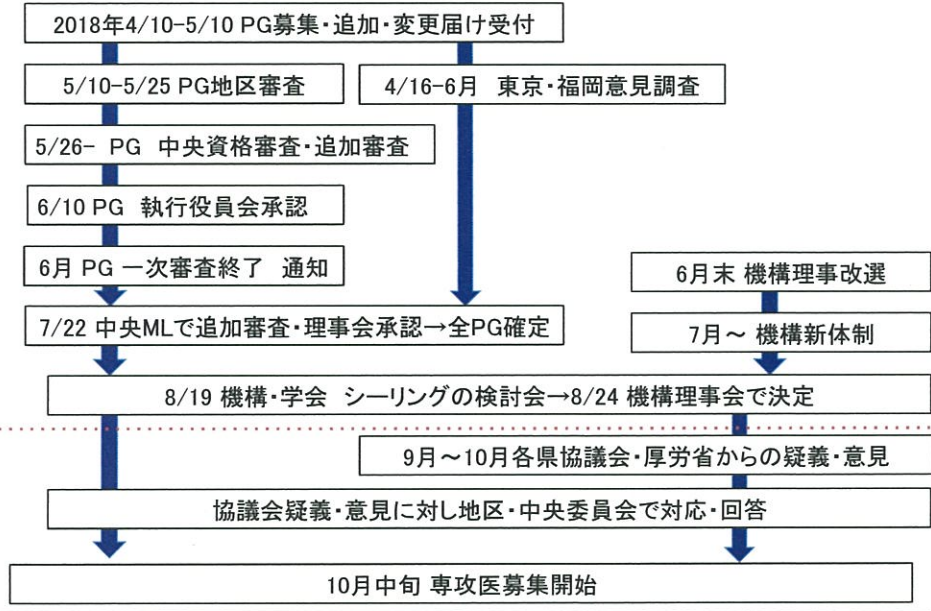 2018年4/10-5/10 PG募集・追加・変更届け受付
5/10-5/25 PG地区審査
4/16-6月 東京・福岡意見調査
5/26- PG 中央資格審査・追加審査
6/10 PG 執行役員会承認
6月 PG 一次審査終了 通知
6月末 機構理事改選
7/22 中央MLで追加審査・理事会承認→全PG確定
7月～ 機構新体制
8/19 機構・学会 シーリングの検討会→8/24 機構理事会で決定
9月～10月各県協議会・厚労省からの疑義・意見
協議会疑義・意見に対し地区・中央委員会で対応・回答
10月中旬 専攻医募集開始